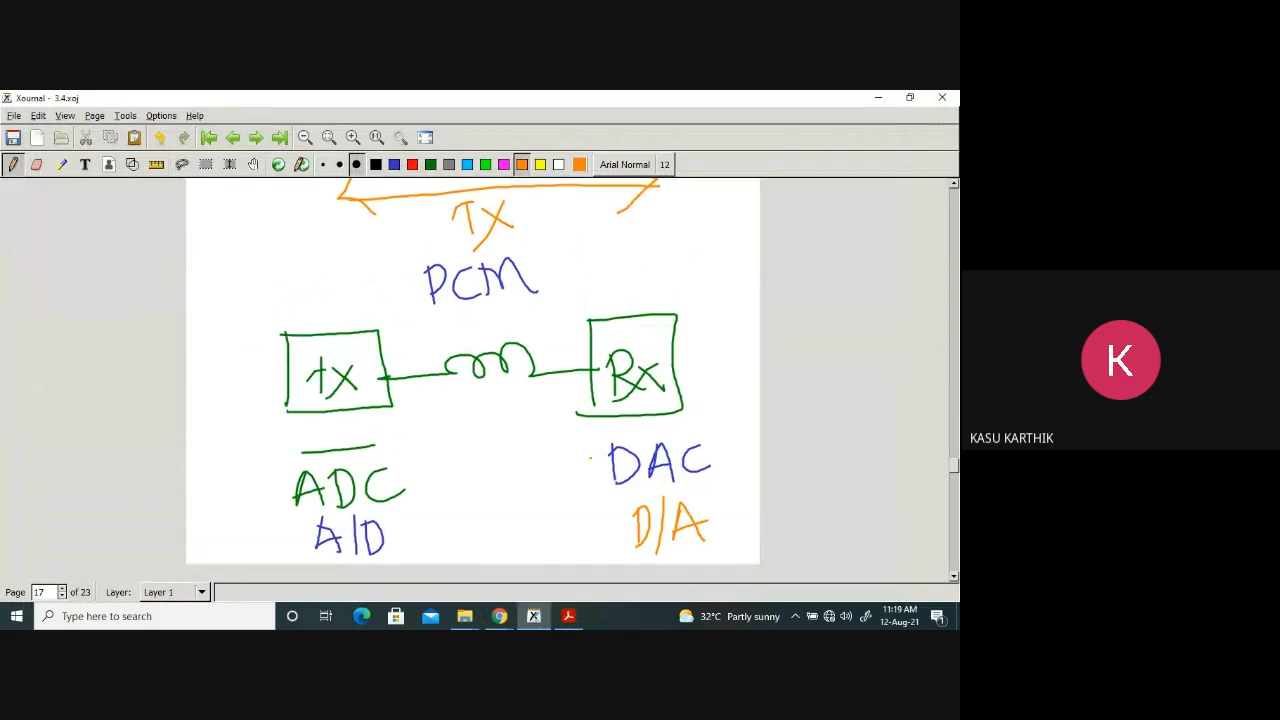 Xournal - 3.4.xoj
File Edit View Page Tools Options Help
T Arial Normal 12
TX
PCM
tx Rx
ADC DAC
A/D D/A
K
KASU KARTHIK
Page 17 of 23 Layer: Layer 1
Type here to search
32°C Partly sunny
11:19 AM
12-Aug-21
1